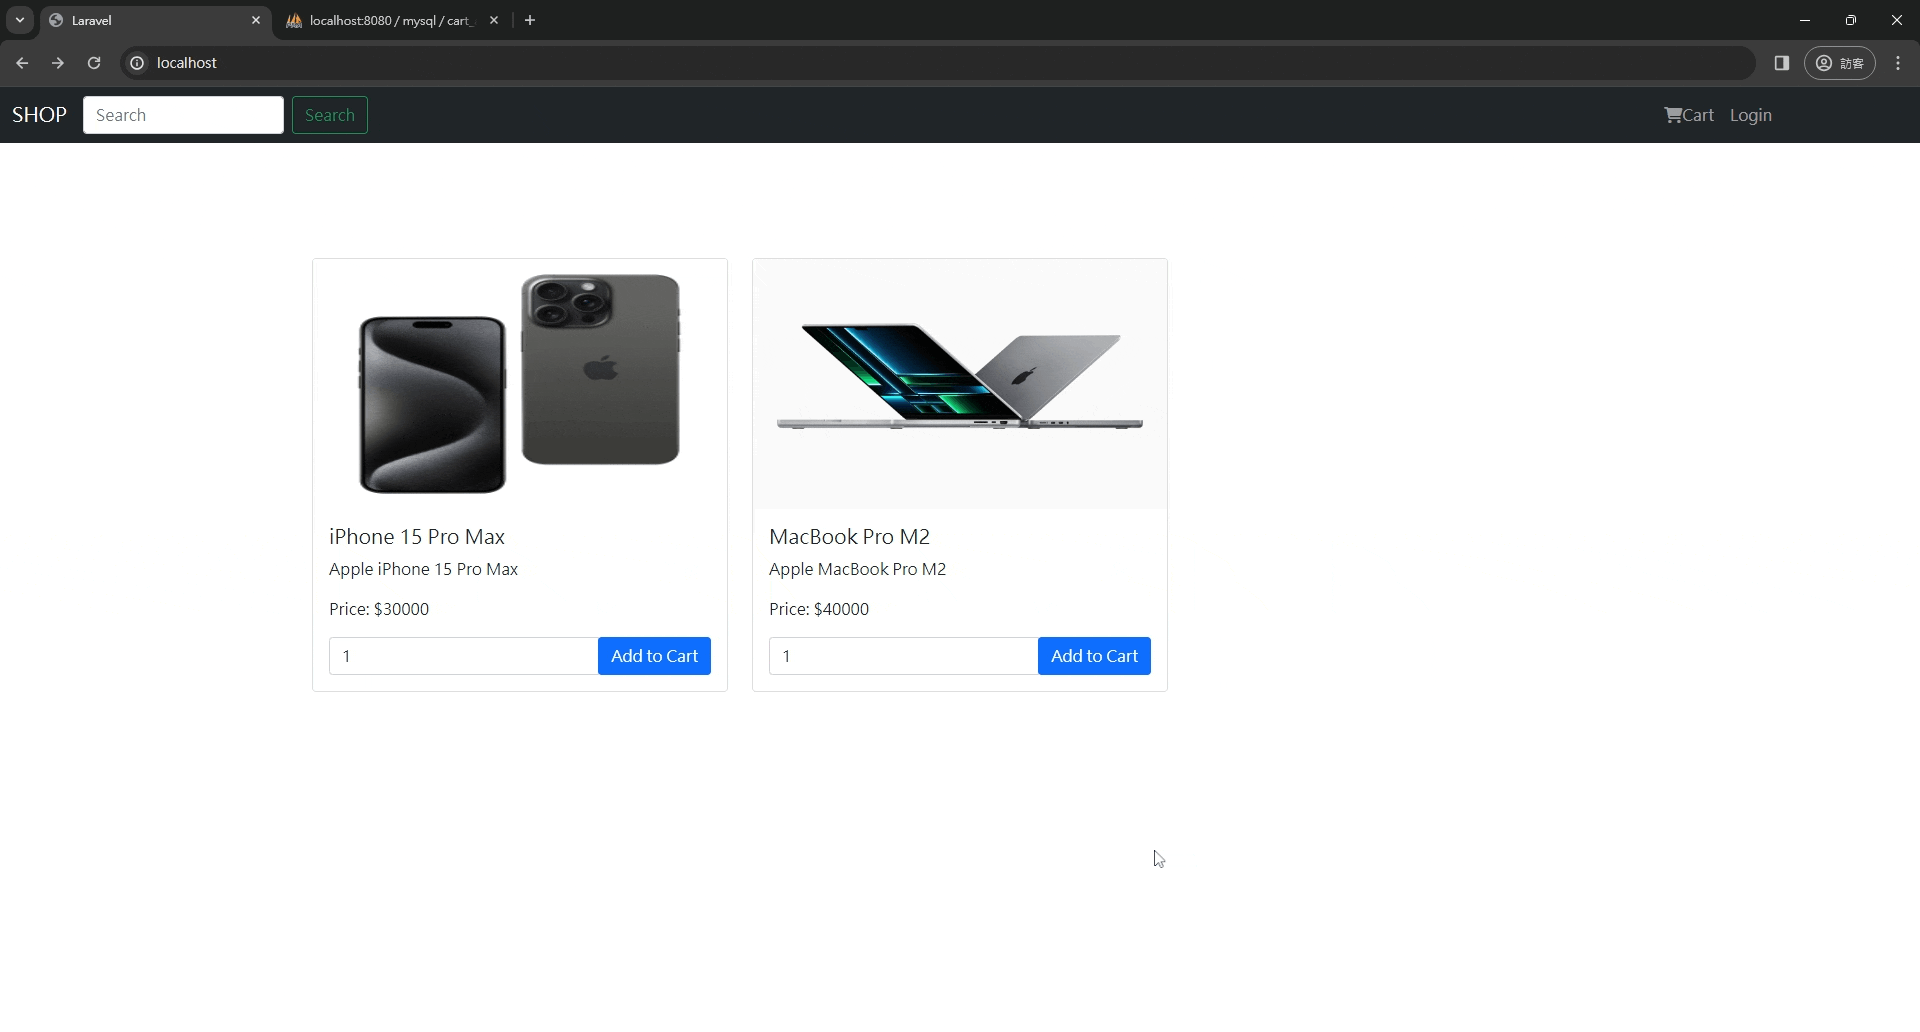 Laravel
localhost:8080 / mysql / cart_
localhost
訪客
SHOP
Search
Search
Cart
Login
iPhone 15 Pro Max
Apple iPhone 15 Pro Max
Price: $30000
1
Add to Cart
MacBook Pro M2
Apple MacBook Pro M2
Price: $40000
1
Add to Cart